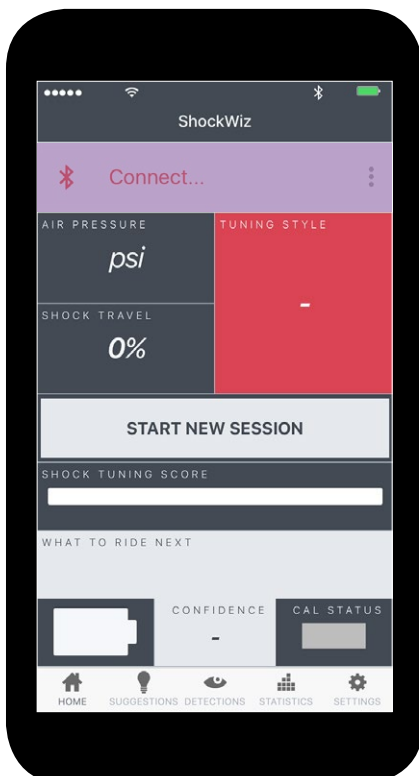 ShockWiz
Connect...
AIR PRESSURE
psi
TUNING STYLE
-
SHOCK TRAVEL
0%
START NEW SESSION
SHOCK TUNING SCORE
WHAT TO RIDE NEXT
CONFIDENCE
-
CAL STATUS
HOME
SUGGESTIONS
DETECTIONS
STATISTICS
SETTINGS